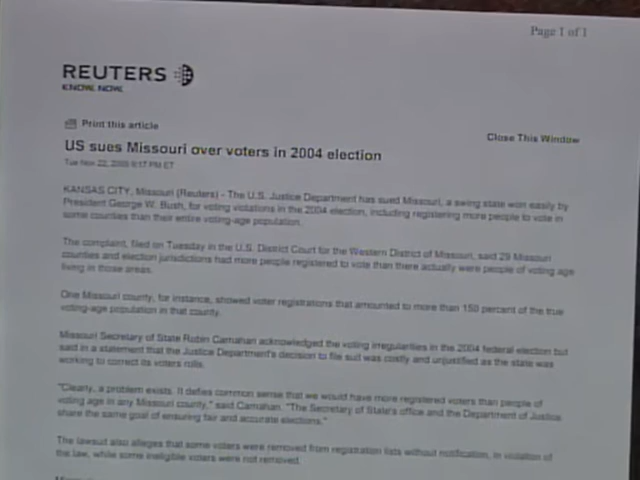 Page 1 of 1
REUTERS
KNOW. NOW.
Print this article
Close This Window
US sues Missouri over voters in 2004 election
Tue Nov 22, 2005 9:17 PM ET
KANSAS CITY, Missouri (Reuters) - The U.S. Justice Department has sued Missouri, a swing state won easily by
President George W. Bush, for voting violations in the 2004 election, including registering more people to vote in
some counties than their entire voting-age population.
The complaint, filed on Tuesday in the U.S. District Court for the Western District of Missouri, said 29 Missouri
counties and election jurisdictions had more people registered to vote than there actually were people of voting age
living in those areas.
One Missouri county, for instance, showed voter registrations that amounted to more than 150 percent of the true
voting-age population in that county.
Missouri Secretary of State Robin Carnahan acknowledged the voting irregularities in the 2004 federal election but
said in a statement that the Justice Department's decision to file suit was costly and unjustified as the state was
working to correct its voters rolls.
"Clearly, a problem exists. It defies common sense that we would have more registered voters than people of
voting age in any Missouri county," said Carnahan. "The Secretary of State's office and the Department of Justice
share the same goal of ensuring fair and accurate elections."
The lawsuit also alleges that some voters were removed from registration lists without notification, in violation of
the law, while some ineligible voters were not removed.